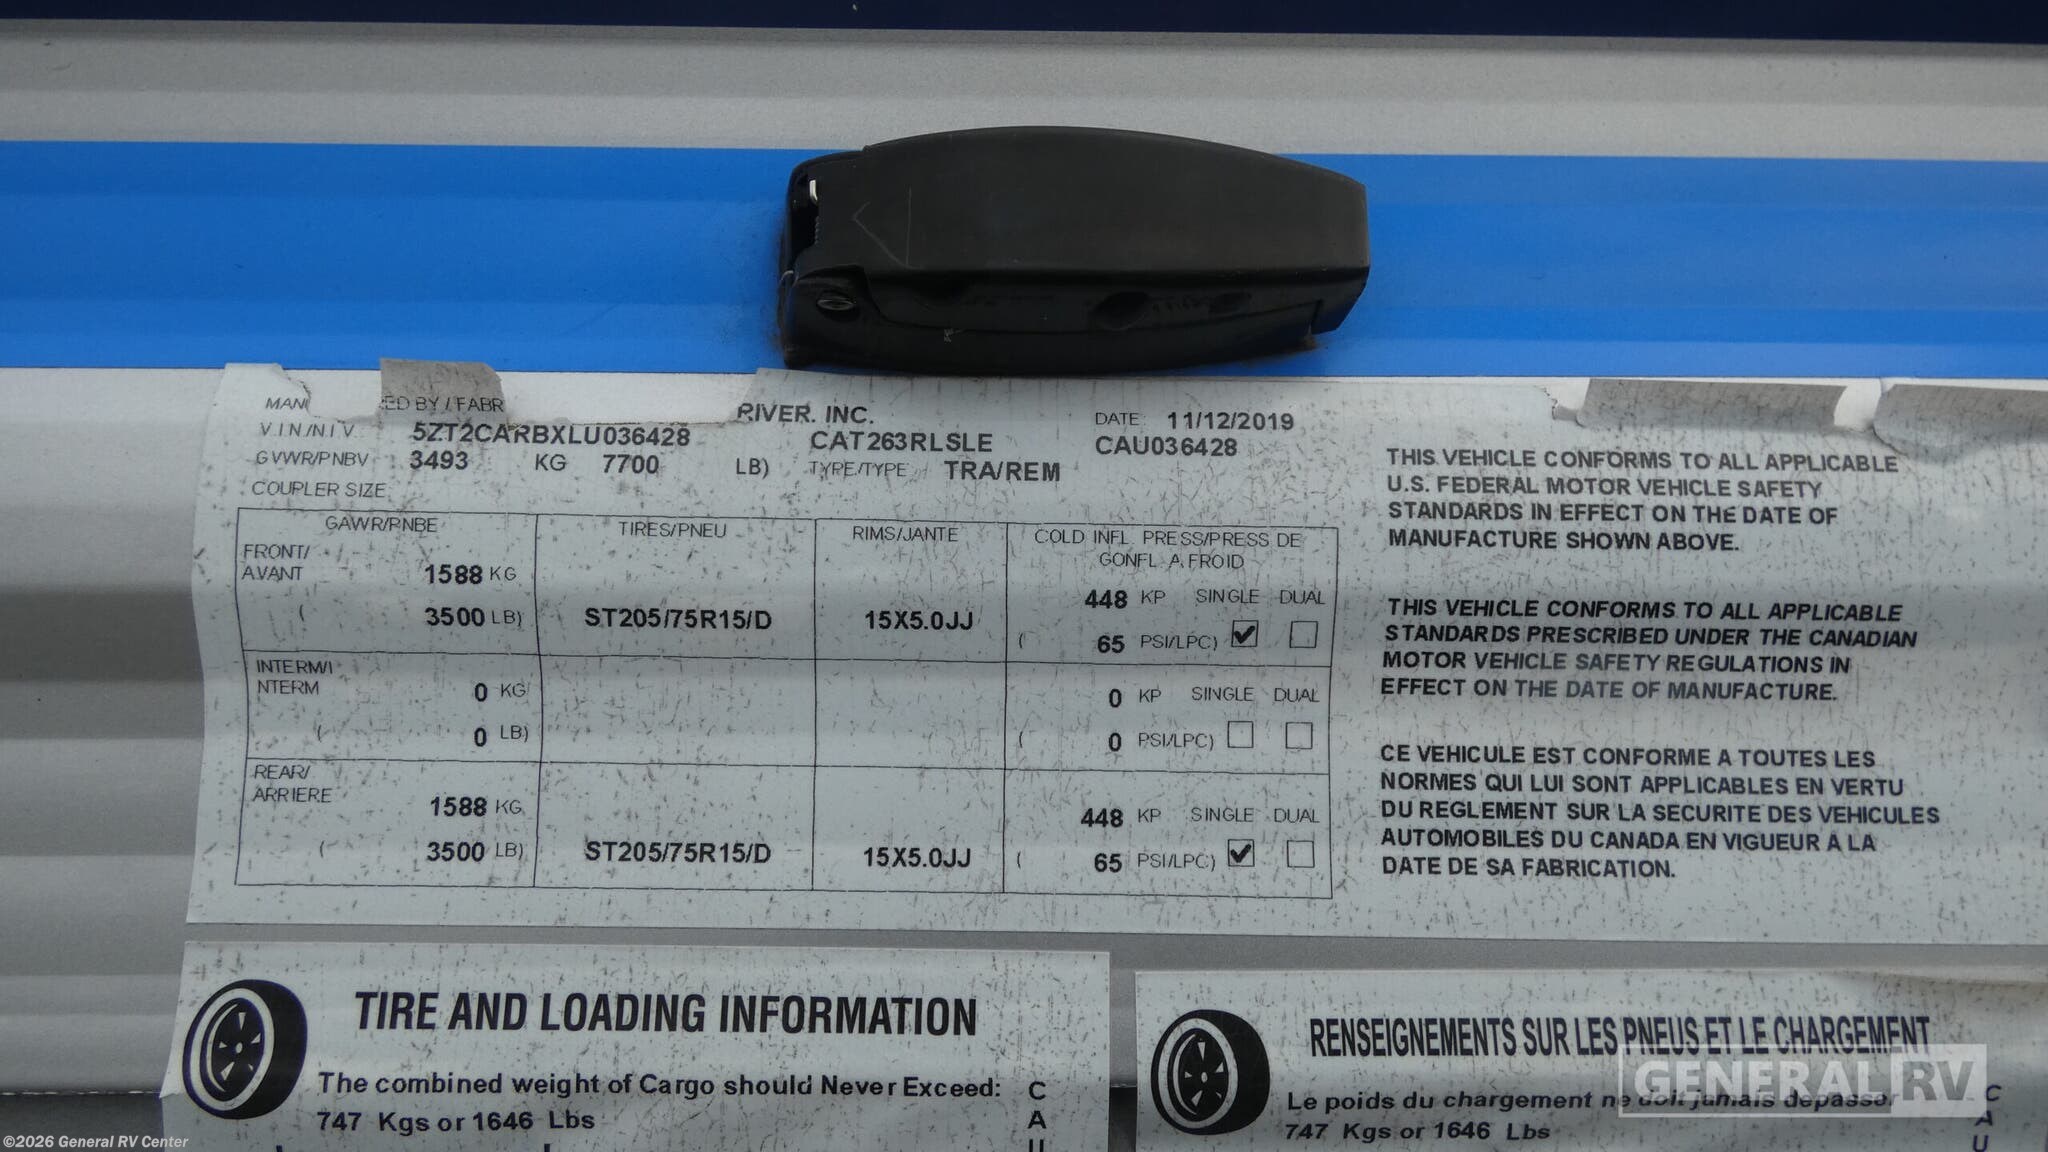 MAN ED BY / FABR RIVER, INC. DATE 11/12/2019
V.I.N/N.I.V. 5ZT2CARBXLU036428 CAT263RLSLE CAU036428
GVWR/PNBV 3493 KG 7700 LB) TYPE/TYPE TRA/REM
COUPLER SIZE
GAWR/PNBE TIRES/PNEU RIMS/JANTE COLD INFL PRESS/PRESS DE
GONFL A FROID
FRONT/
AVANT 1588 KG 448 KP SINGLE DUAL
( 3500 LB) ST205/75R15/D 15X5.0JJ ( 65 PSI/LPC)
INTERM/I
NTERM 0 KG 0 KP SINGLE DUAL
( 0 LB) ( 0 PSI/LPC)
REAR/
ARRIERE 1588 KG 448 KP SINGLE DUAL
( 3500 LB) ST205/75R15/D 15X5.0JJ ( 65 PSI/LPC)
THIS VEHICLE CONFORMS TO ALL APPLICABLE
U.S. FEDERAL MOTOR VEHICLE SAFETY
STANDARDS IN EFFECT ON THE DATE OF
MANUFACTURE SHOWN ABOVE.
THIS VEHICLE CONFORMS TO ALL APPLICABLE
STANDARDS PRESCRIBED UNDER THE CANADIAN
MOTOR VEHICLE SAFETY REGULATIONS IN
EFFECT ON THE DATE OF MANUFACTURE.
CE VEHICULE EST CONFORME A TOUTES LES
NORMES QUI LUI SONT APPLICABLES EN VERTU
DU REGLEMENT SUR LA SECURITE DES VEHICULES
AUTOMOBILES DU CANADA EN VIGUEUR A LA
DATE DE SA FABRICATION.
TIRE AND LOADING INFORMATION
The combined weight of Cargo should Never Exceed:
747 Kgs or 1646 Lbs
C
A
U
RENSEIGNEMENTS SUR LES PNEUS ET LE CHARGEMENT
Le poids du chargement ne doit jamais depasser
747 Kgs or 1646 Lbs
C
A
U
GENERAL RV
©2026 General RV Center